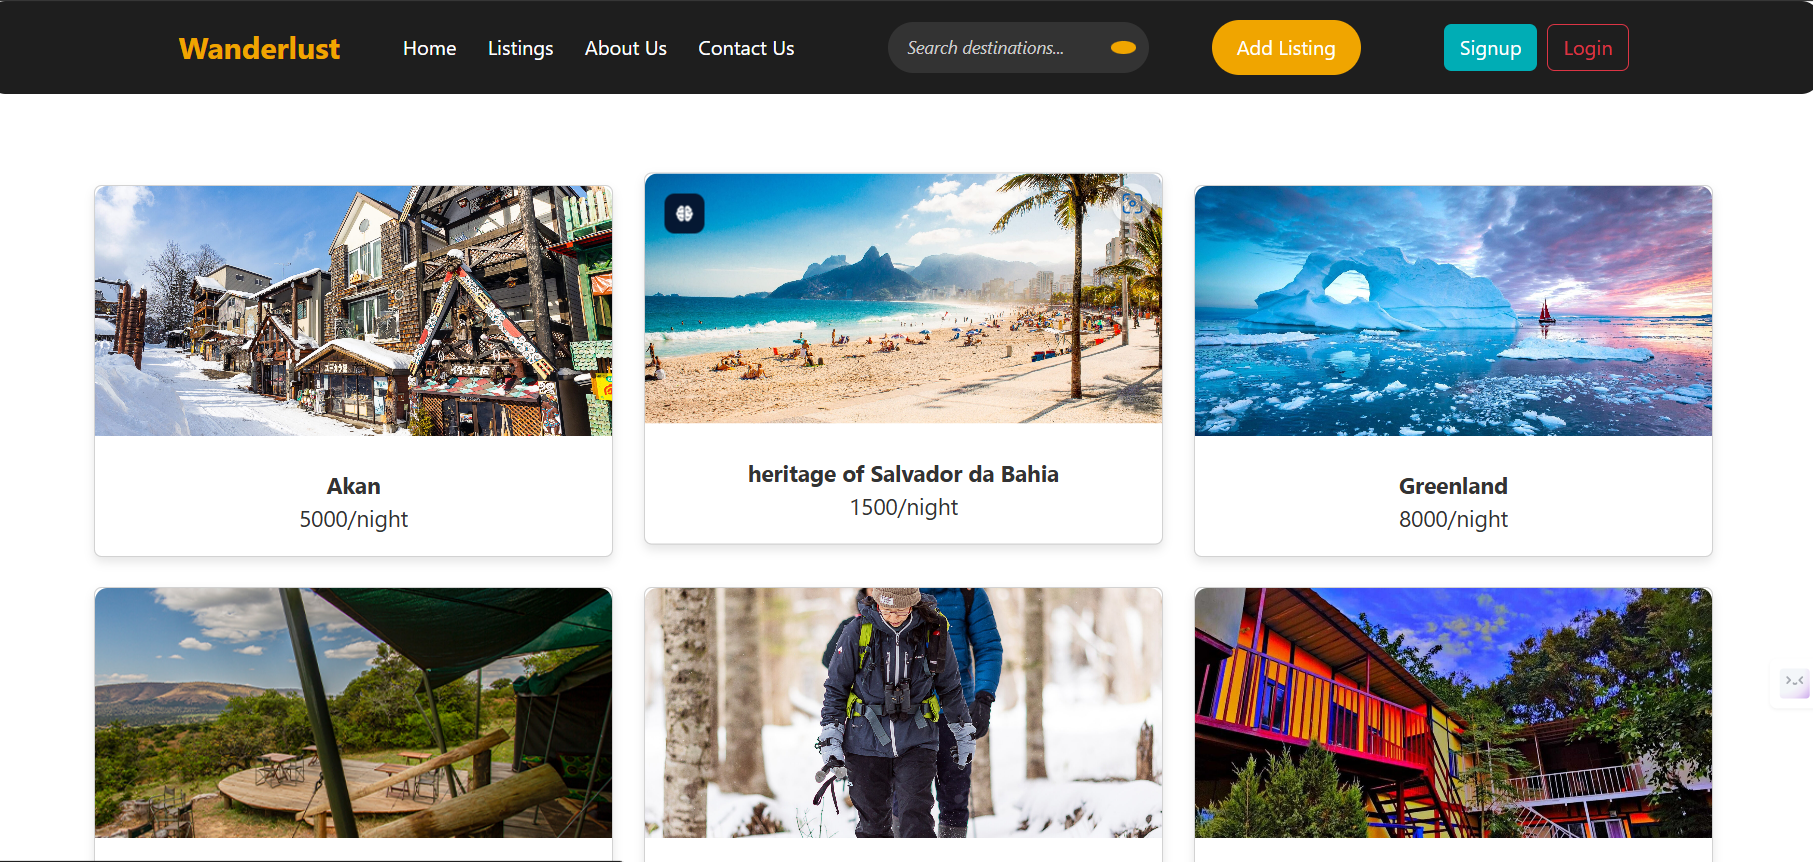 Wanderlust
Home
Listings
About Us
Contact Us
Search destinations...
Add Listing
Signup
Login
Akan
5000/night
heritage of Salvador da Bahia
1500/night
Greenland
8000/night